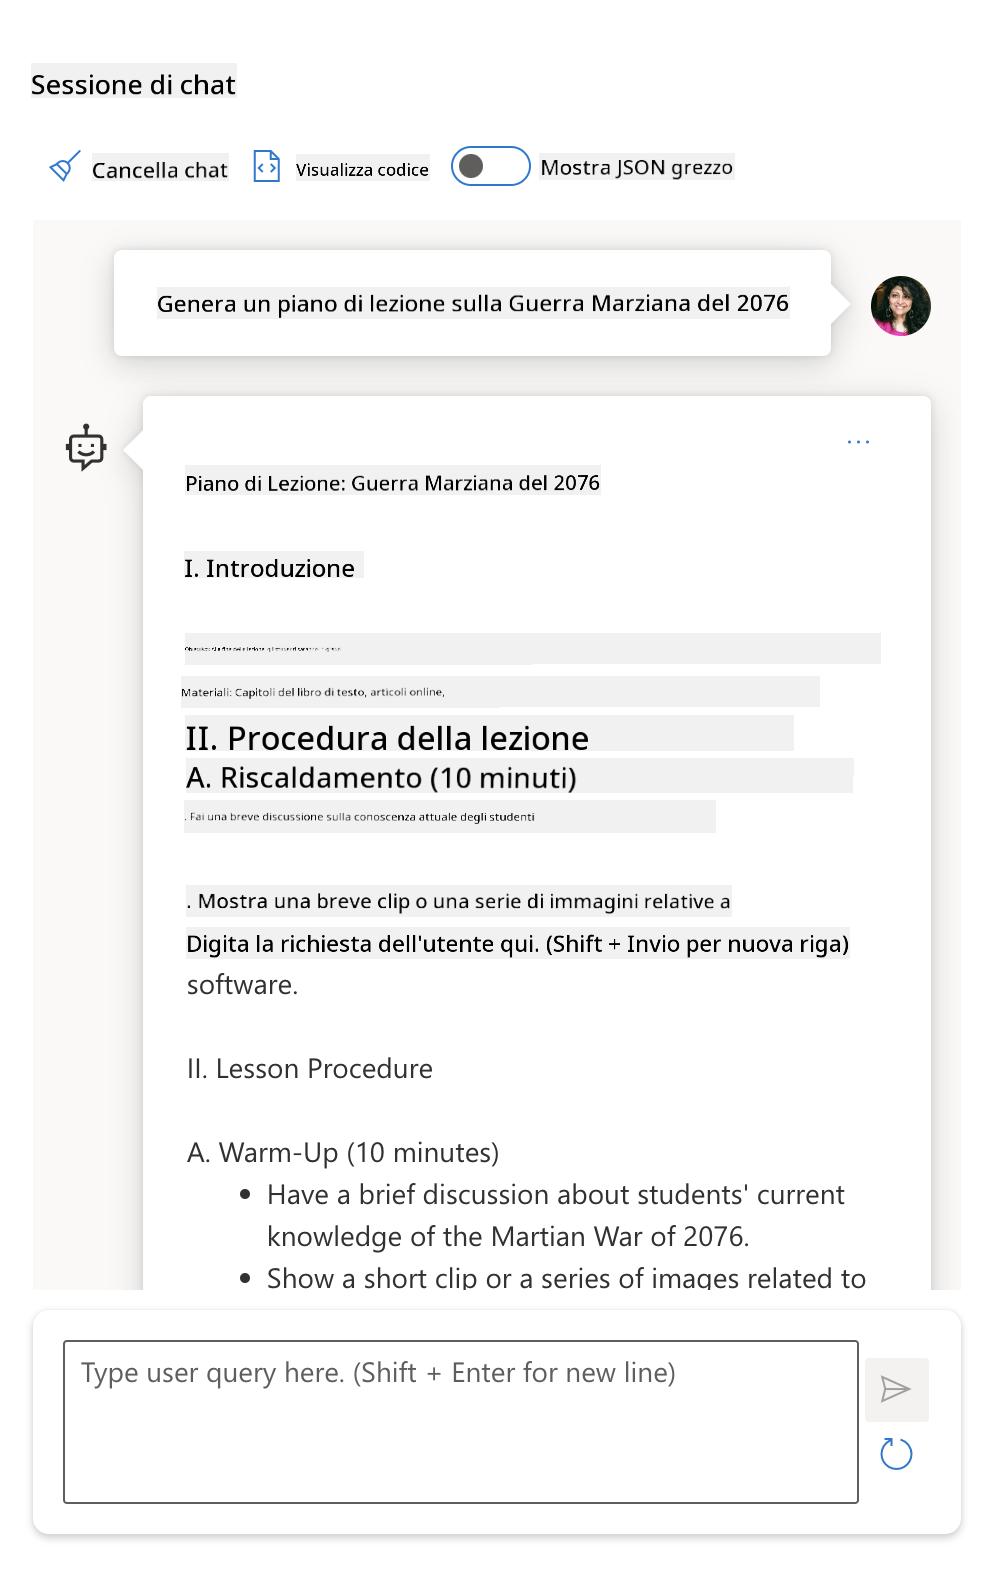 Sessione di chat
Cancella chat
Visualizza codice
Mostra JSON grezzo
Genera un piano di lezione sulla Guerra Marziana del 2076
Piano di Lezione: Guerra Marziana del 2076
I. Introduzione
Materiali: Capitoli del libro di testo, articoli online,
II. Procedura della lezione
A. Riscaldamento (10 minuti)
. Fai una breve discussione sulla conoscenza attuale degli studenti
. Mostra una breve clip o una serie di immagini relative a
Digita la richiesta dell'utente qui. (Shift + Invio per nuova riga)
software.
II. Lesson Procedure
A. Warm-Up (10 minutes)
• Have a brief discussion about students' current
knowledge of the Martian War of 2076.
• Show a short clip or a series of images related to
Type user query here. (Shift + Enter for new line)